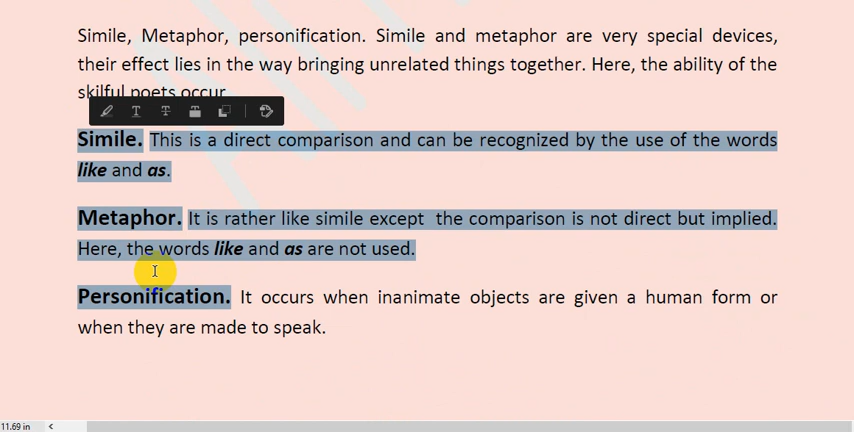 Simile, Metaphor, personification. Simile and metaphor are very special devices,
their effect lies in the way bringing unrelated things together. Here, the ability of the
skilful poets occur
Simile. This is a direct comparison and can be recognized by the use of the words
like and as.
Metaphor. It is rather like simile except the comparison is not direct but implied.
Here, the words like and as are not used.
Personification. It occurs when inanimate objects are given a human form or
when they are made to speak.
11.69 in